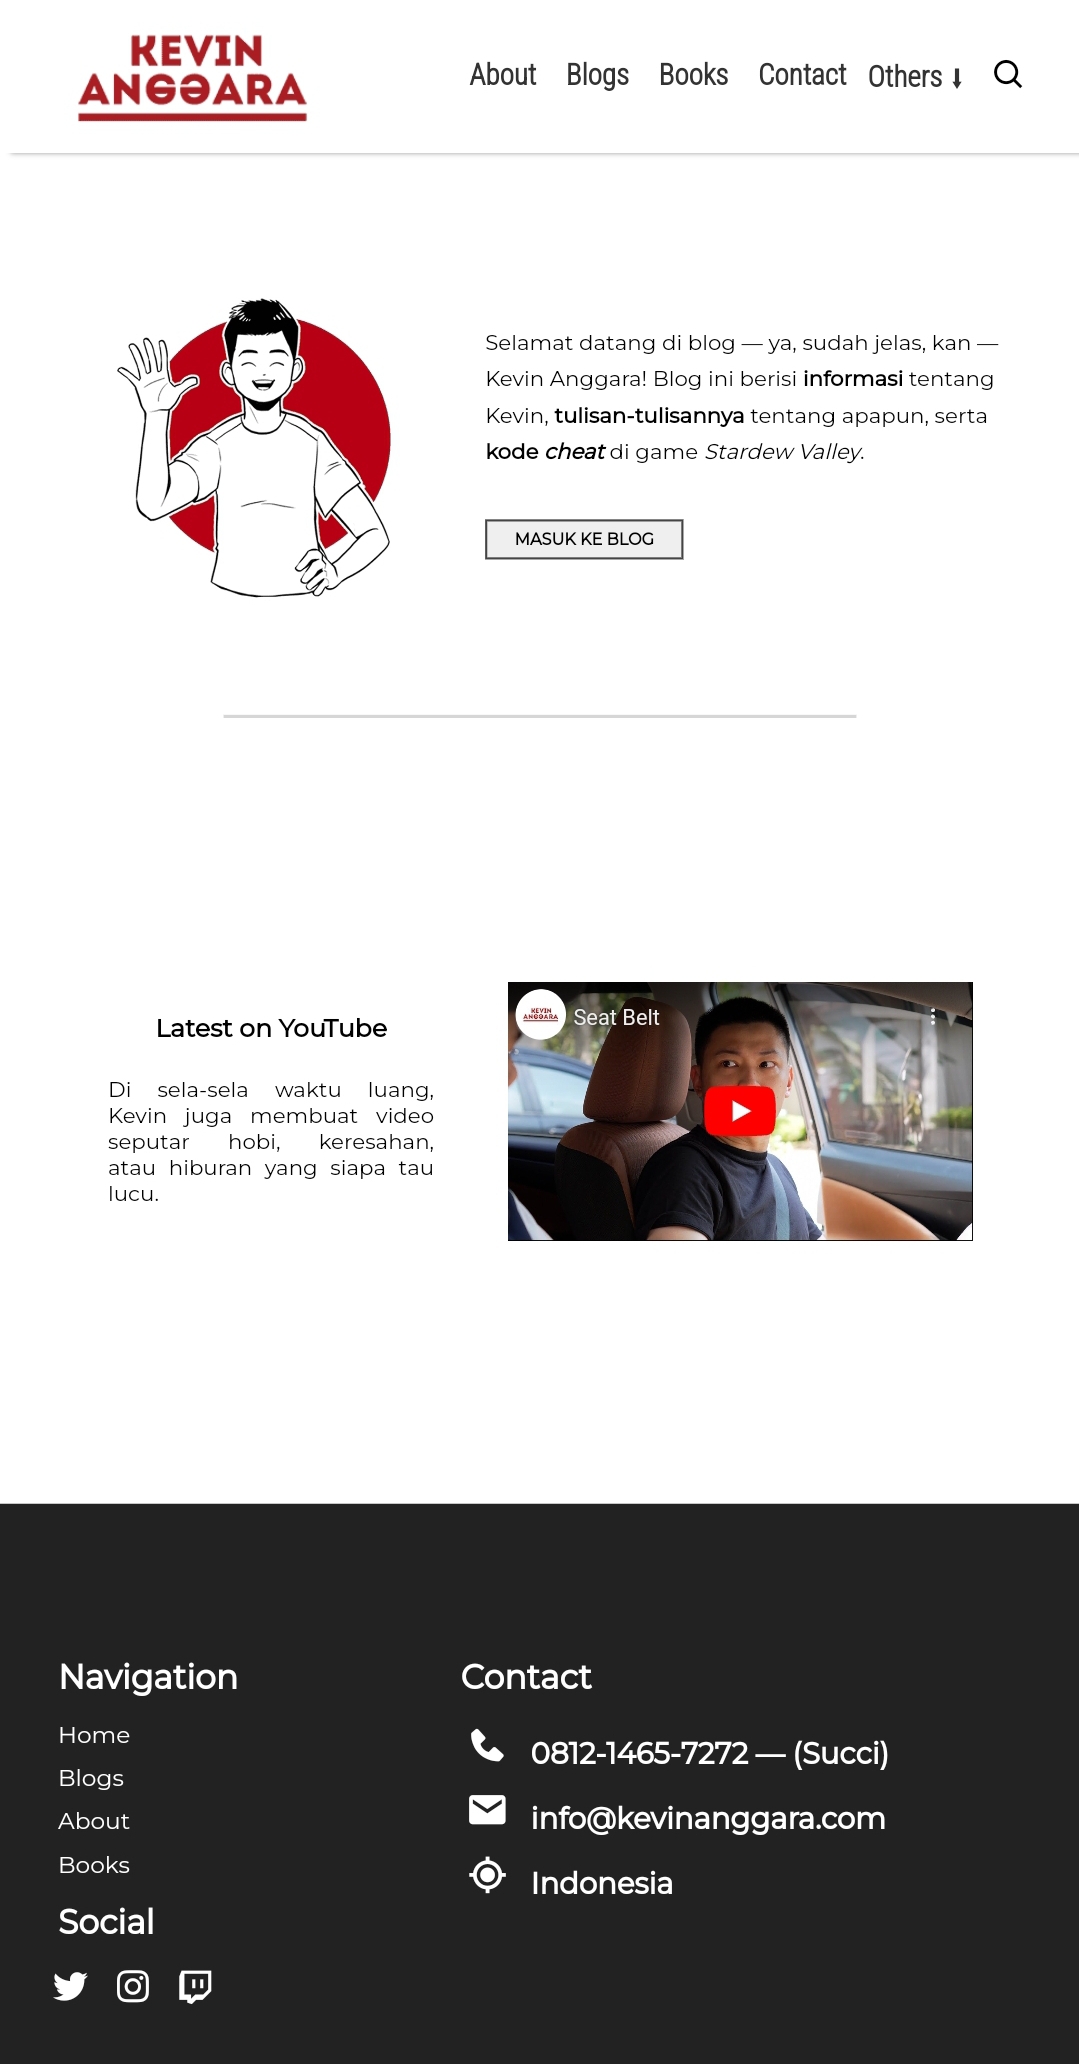 KEVIN
ANGGARA
About Blogs Books Contact Others
Selamat datang di blog — ya, sudah jelas, kan —
Kevin Anggara! Blog ini berisi informasi tentang
Kevin, tulisan-tulisannya tentang apapun, serta
kode cheat di game Stardew Valley.
MASUK KE BLOG
Latest on YouTube
Di sela-sela waktu luang,
Kevin juga membuat video
seputar hobi, keresahan,
atau hiburan yang siapa tau
lucu.
KEVIN
ANGGARA
Seat Belt
Navigation
Home
Blogs
About
Books
Social
Contact
0812-1465-7272 — (Succi)
info@kevinanggara.com
Indonesia